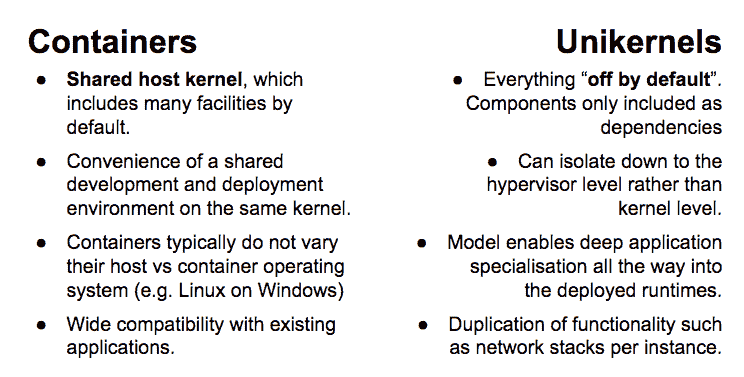 Containers
● Shared host kernel, which
includes many facilities by
default.
● Convenience of a shared
development and deployment
environment on the same kernel.
● Containers typically do not vary
their host vs container operating
system (e.g. Linux on Windows)
● Wide compatibility with existing
applications.
Unikernels
● Everything “off by default”.
Components only included as
dependencies
● Can isolate down to the
hypervisor level rather than
kernel level.
● Model enables deep application
specialisation all the way into
the deployed runtimes.
● Duplication of functionality such
as network stacks per instance.